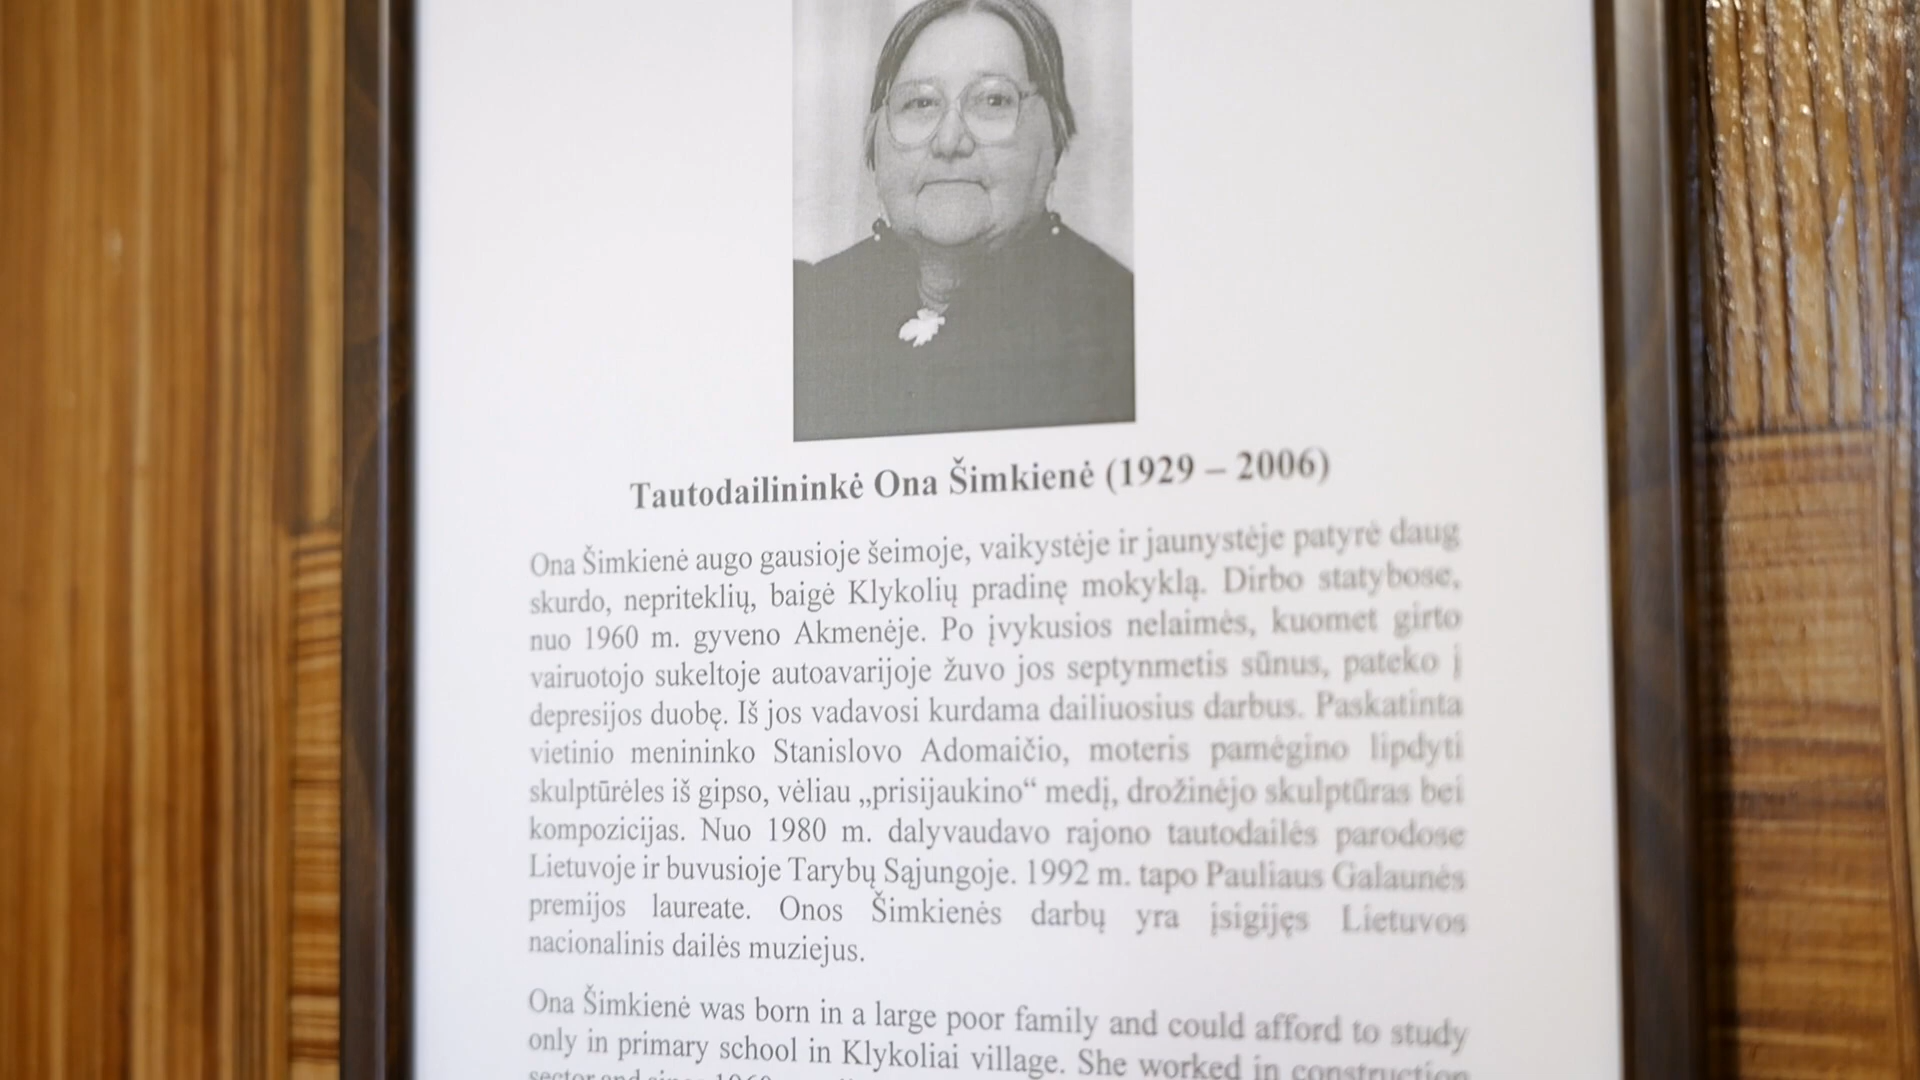 Tautodailininkė Ona Šimkienė (1929 – 2006)
Ona Šimkienė augo gausioje šeimoje, vaikystėje ir jaunystėje patyrė daug
skurdo, nepriteklių, baigė Klykolių pradinę mokyklą. Dirbo statybose,
nuo 1960 m. gyveno Akmenėje. Po įvykusios nelaimės, kuomet girto
vairuotojo sukeltoje autoavarijoje žuvo jos septynmetis sūnus, pateko į
depresijos duobę. Iš jos vadavosi kurdama dailiuosius darbus. Paskatinta
vietinio menininko Stanislovo Adomaičio, moteris pamėgino lipdyti
skulptūrėles iš gipso, vėliau „prisijaukino“ medį, drožinėjo skulptūras bei
kompozicijas. Nuo 1980 m. dalyvaudavo rajono tautodailės parodose
Lietuvoje ir buvusioje Tarybų Sąjungoje. 1992 m. tapo Pauliaus Galaunės
premijos laureate. Onos Šimkienės darbų yra įsigijęs Lietuvos
nacionalinis dailės muziejus.
Ona Šimkienė was born in a large poor family and could afford to study
only in primary school in Klykoliai village. She worked in construction
sector and since 1960